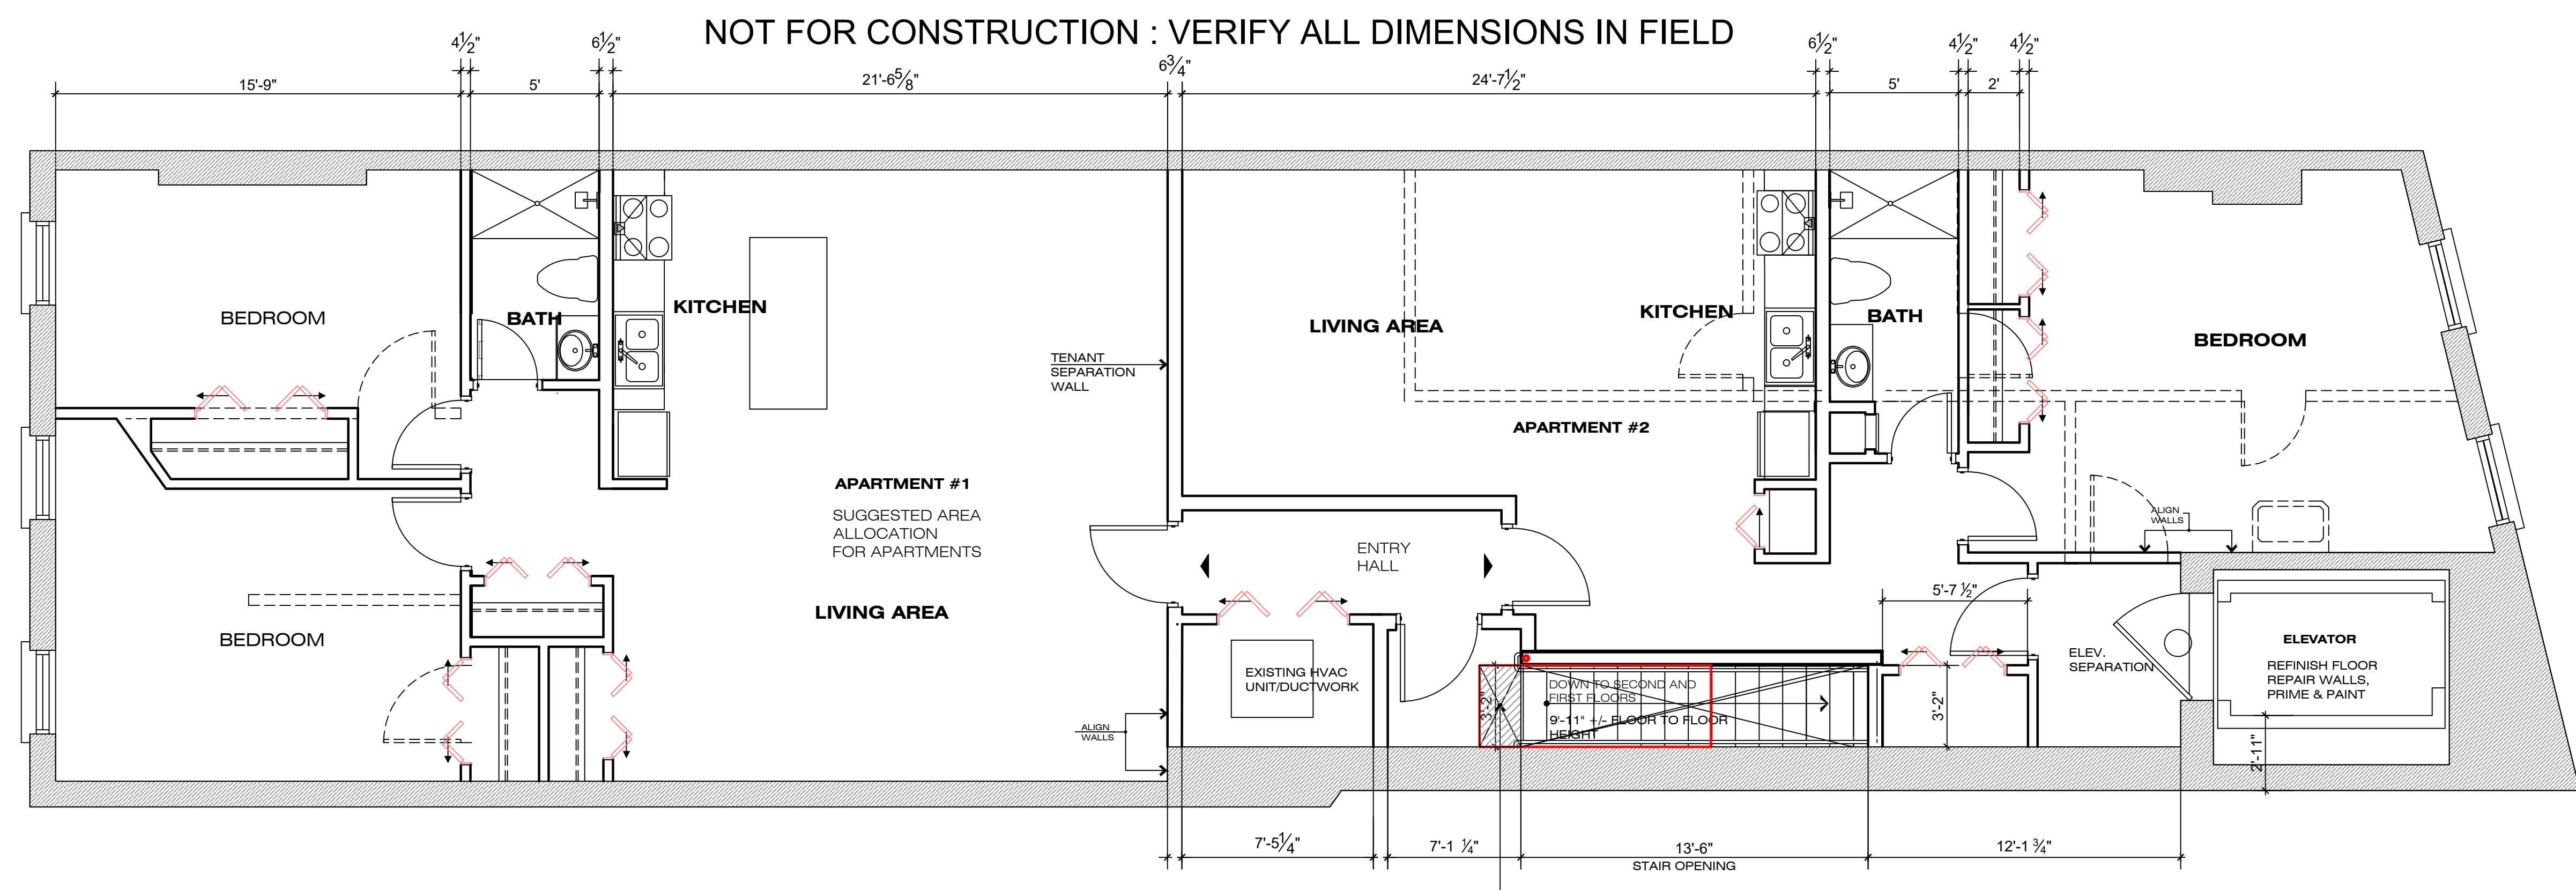 NOT FOR CONSTRUCTION : VERIFY ALL DIMENSIONS IN FIELD
4½"
6½"
6¾"
6½"
4½"
4½"
15'-9"
5'
21'-6⅝"
24'-7½"
5'
2'
BEDROOM
BATH
KITCHEN
LIVING AREA
KITCHEN
BATH
BEDROOM
TENANT
SEPARATION
WALL
APARTMENT #2
APARTMENT #1
SUGGESTED AREA
ALLOCATION
FOR APARTMENTS
ENTRY
HALL
ALIGN
WALLS
LIVING AREA
BEDROOM
5'-7 ½"
ELEV.
SEPARATION
ELEVATOR
REFINISH FLOOR
REPAIR WALLS,
PRIME & PAINT
EXISTING HVAC
UNIT/DUCTWORK
DOWN TO SECOND AND
FIRST FLOORS
9'-11" +/- FLOOR TO FLOOR
HEIGHT
3'-2"
3'-2"
2'-11"
ALIGN
WALLS
7'-5¼"
7'-1 ¼"
13'-6"
STAIR OPENING
12'-1 ¾"